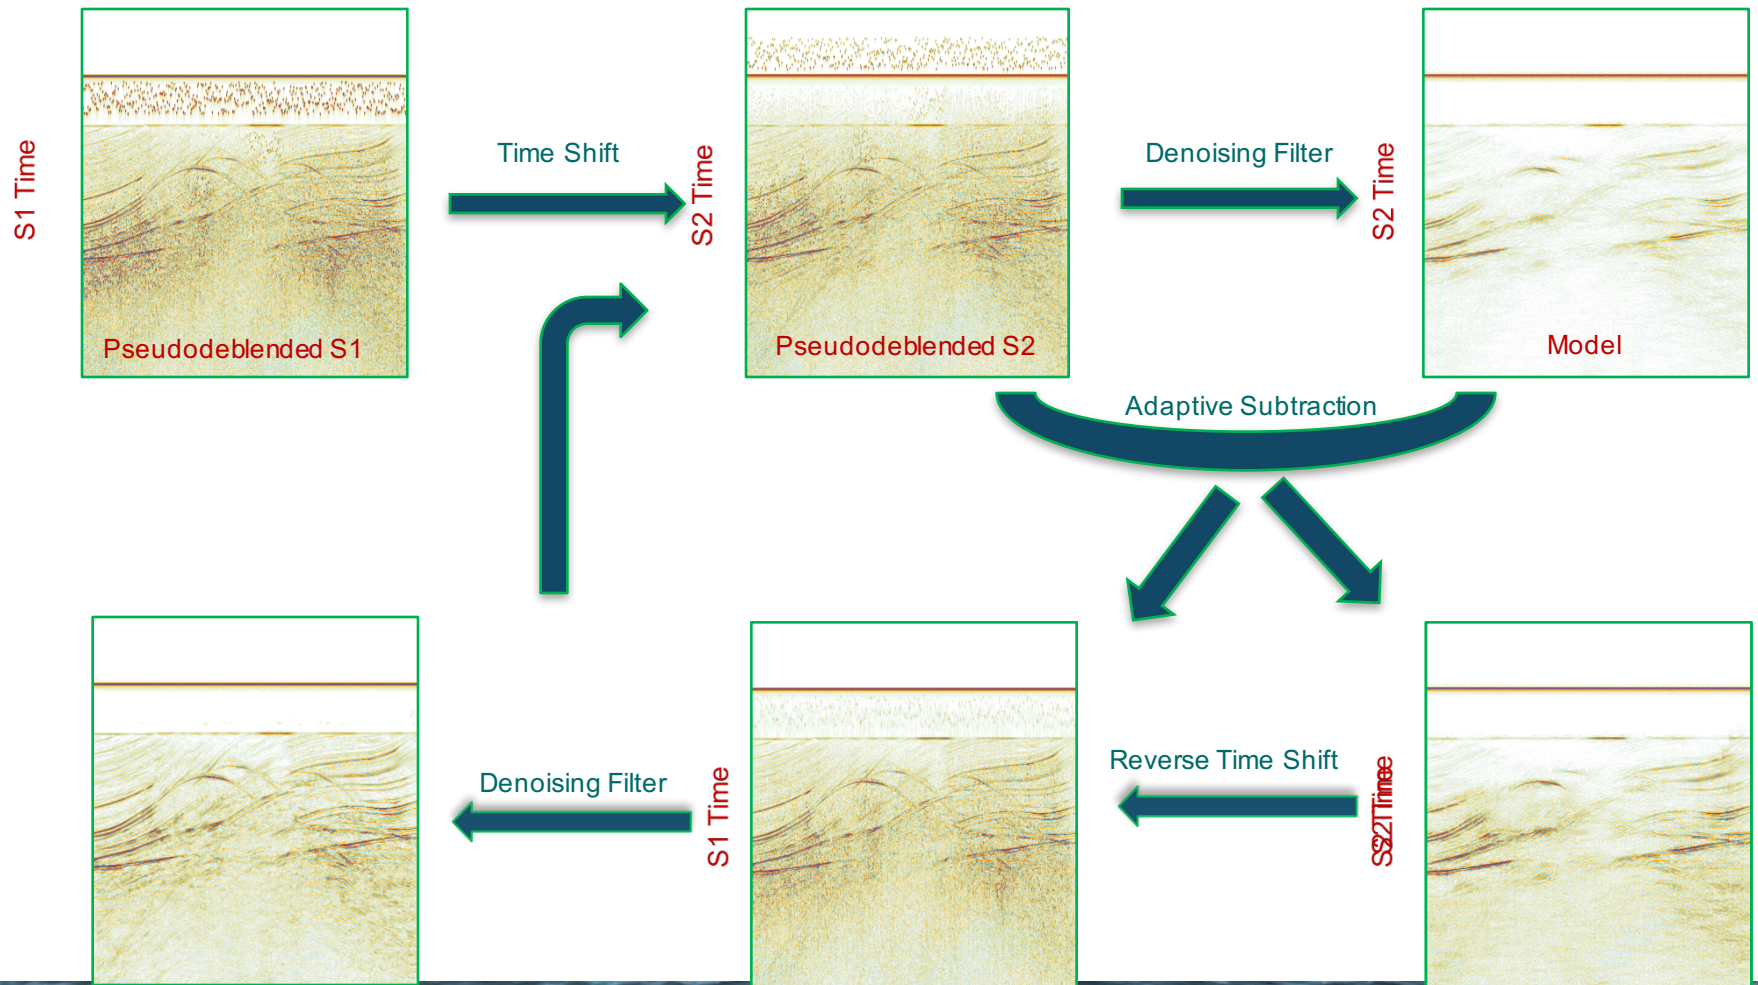 S1 Time
Pseudodeblended S1
Time Shift
S2 Time
Pseudodeblended S2
Denoising Filter
S2 Time
Model
Adaptive Subtraction
Denoising Filter
S1 Time
Reverse Time Shift